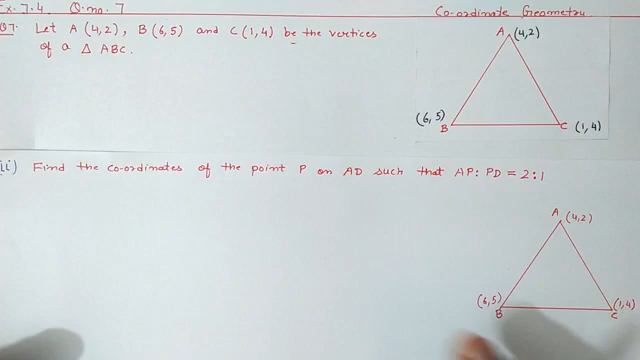 Ex. 7.4 Q.no. 7
Co-ordinate Geometry
Q7. Let A (4,2), B (6,5) and C (1,4) be the vertices
of a Δ ABC.
A (4,2)
(6,5)
B
C (1,4)
(ii) Find the co-ordinates of the point P on AD such that AP : PD = 2 : 1
A (4,2)
(6,5)
B
(1,4)
C